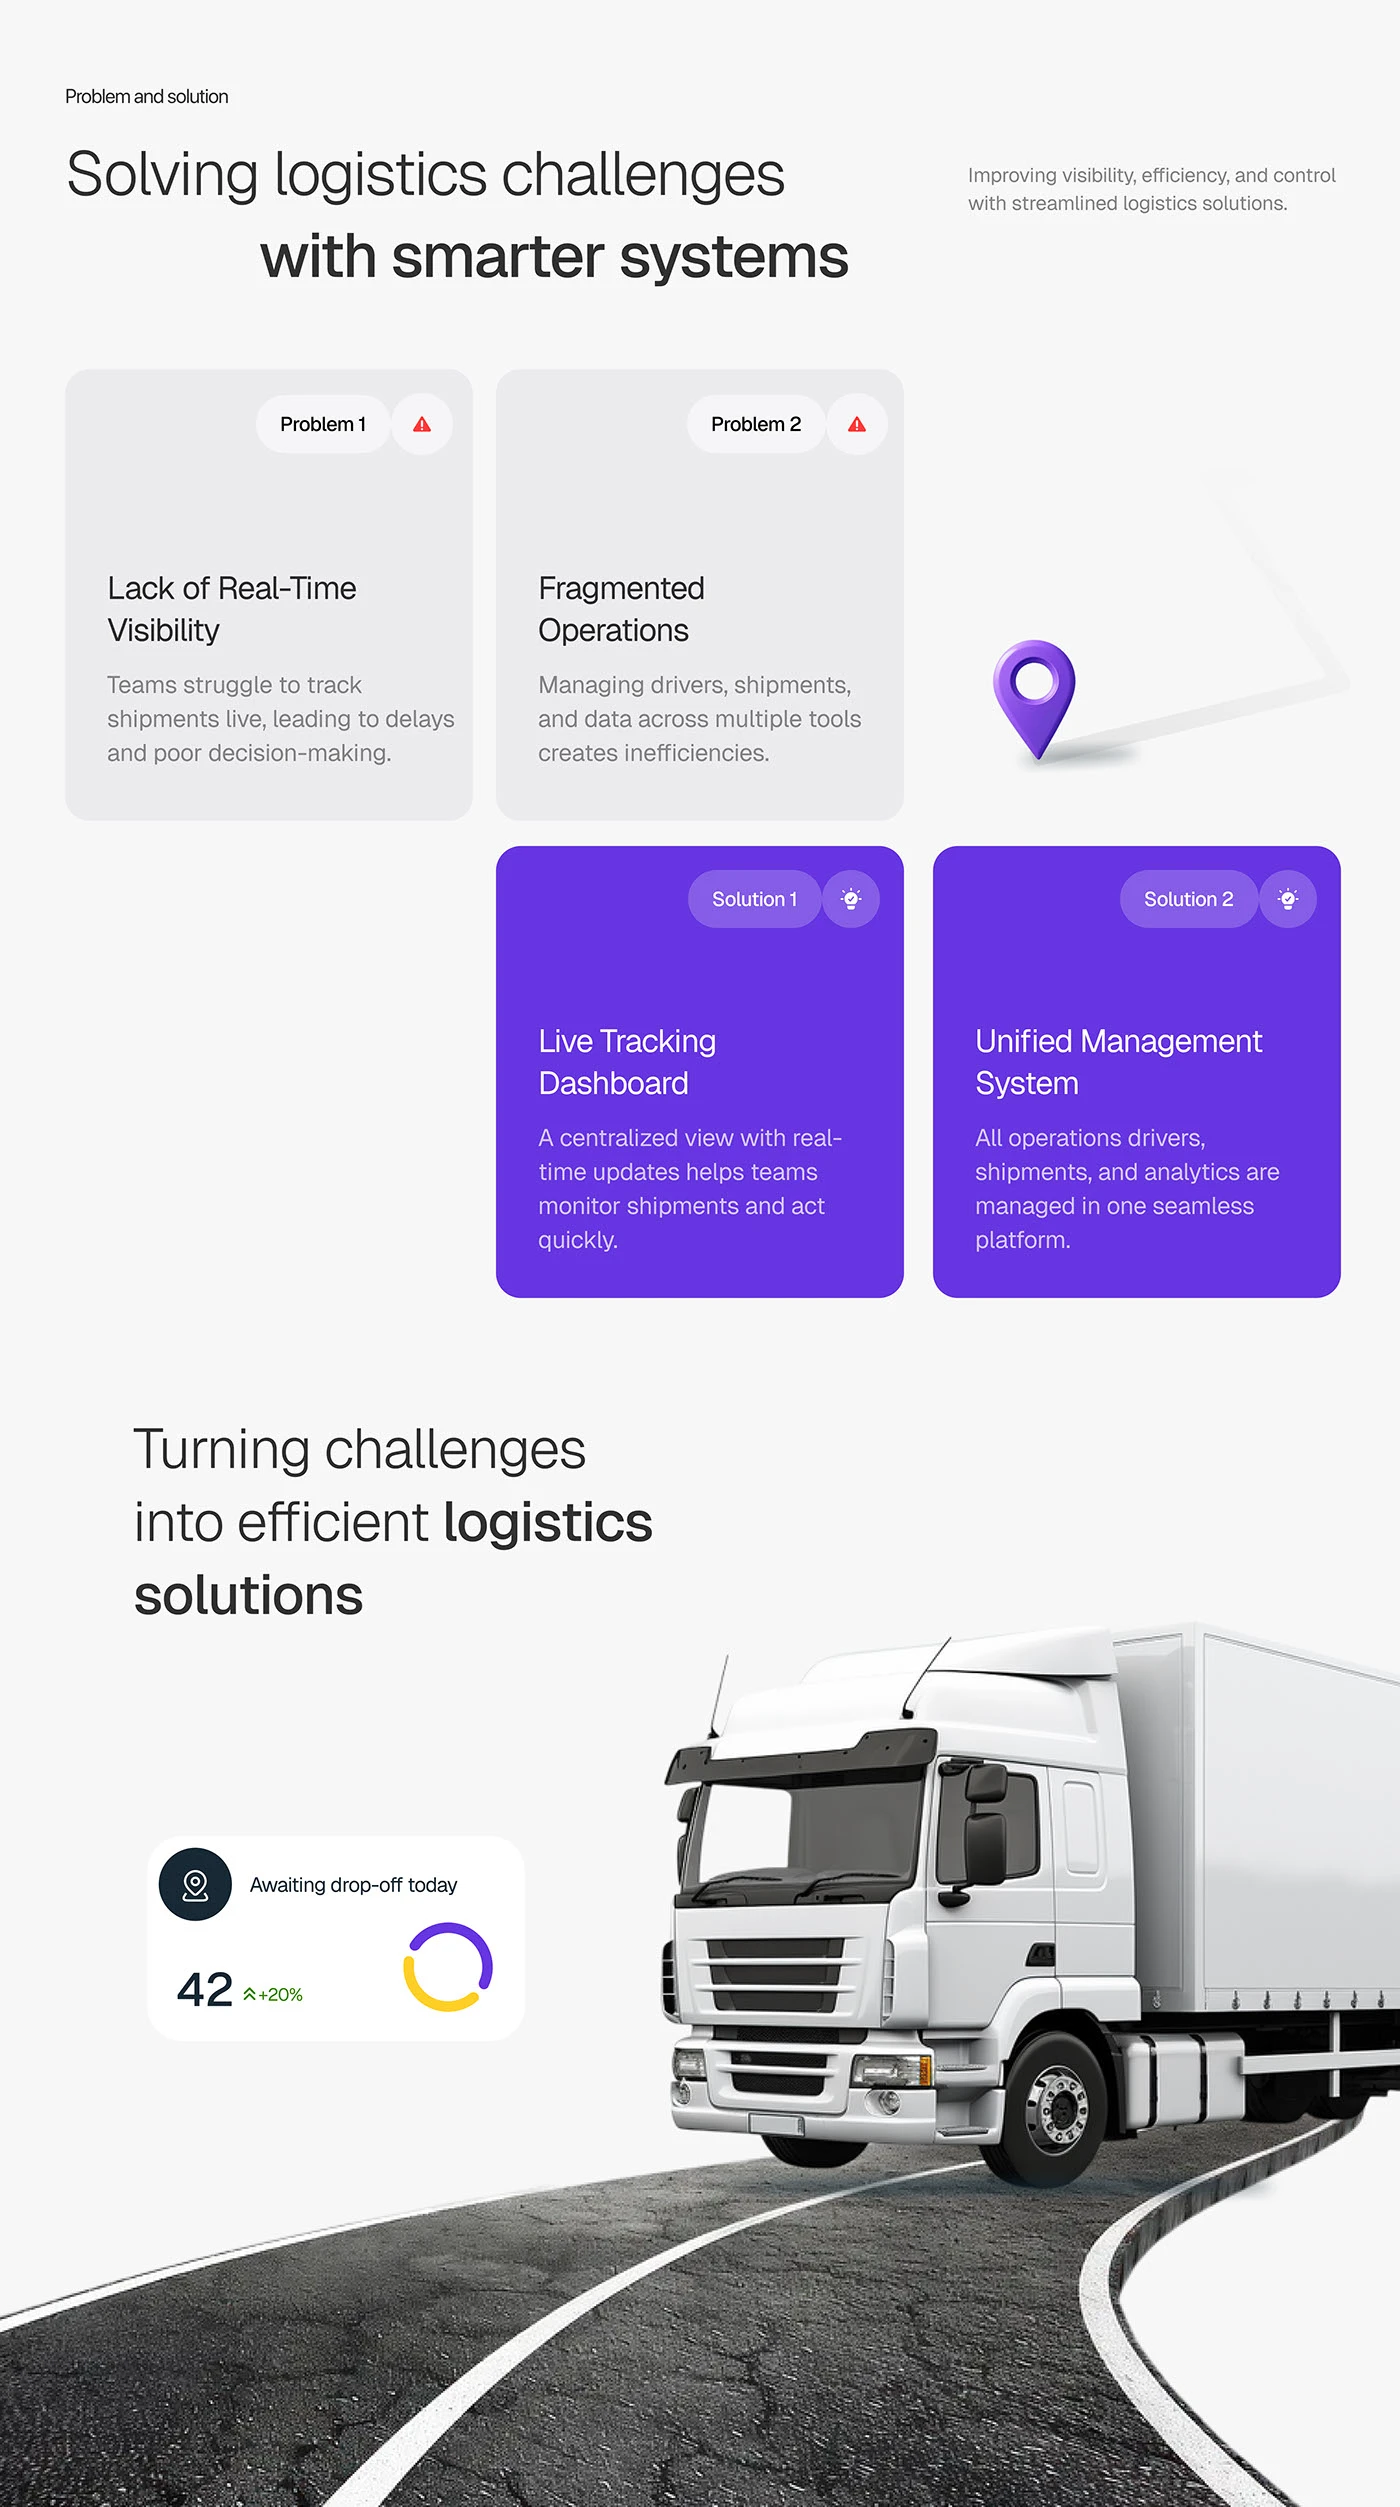 Problem and solution
Solving logistics challenges
with smarter systems
Improving visibility, efficiency, and control
with streamlined logistics solutions.
Problem 1
Lack of Real-Time
Visibility
Teams struggle to track
shipments live, leading to delays
and poor decision-making.
Problem 2
Fragmented
Operations
Managing drivers, shipments,
and data across multiple tools
creates inefficiencies.
Solution 1
Live Tracking
Dashboard
A centralized view with real-
time updates helps teams
monitor shipments and act
quickly.
Solution 2
Unified Management
System
All operations drivers,
shipments, and analytics are
managed in one seamless
platform.
Turning challenges
into efficient logistics
solutions
Awaiting drop-off today
42 +20%